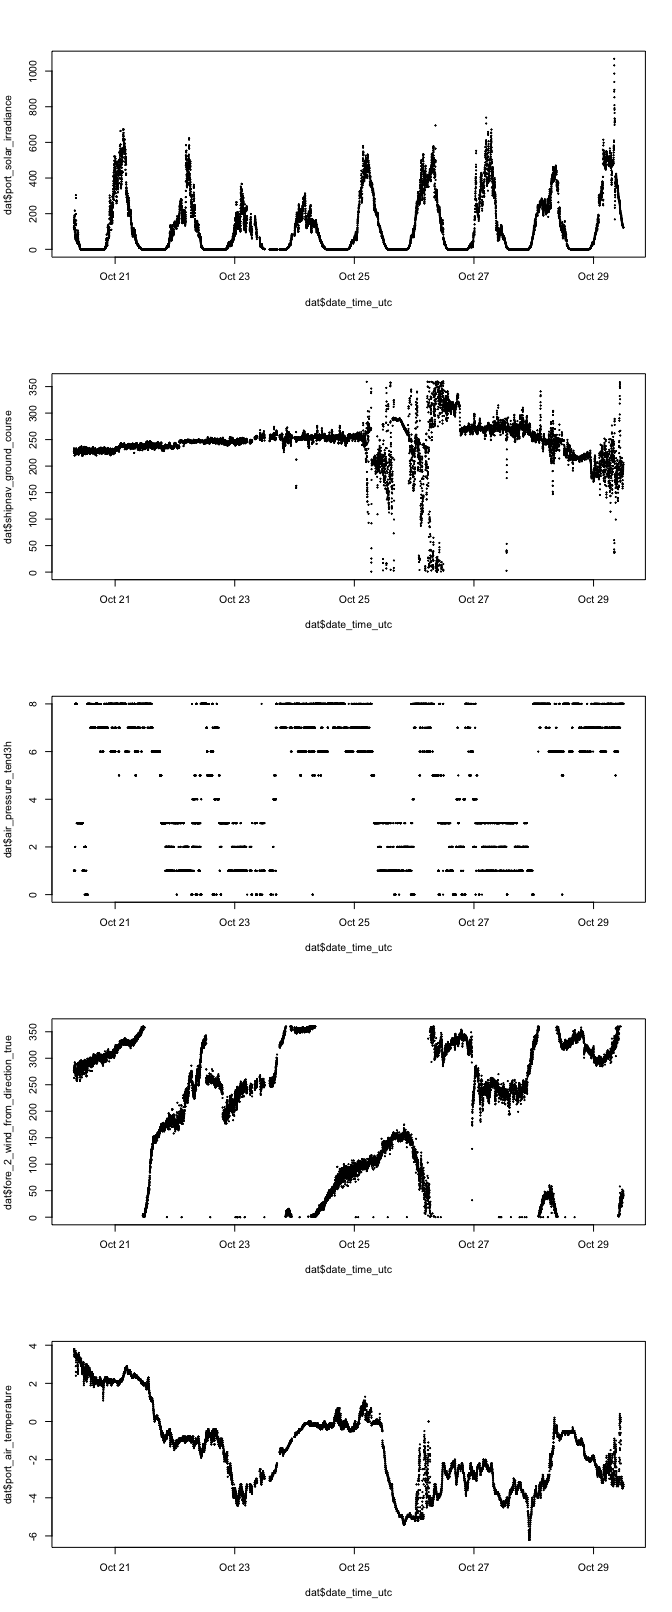 dat$port_solar_irradiance
0 200 400 600 800 1000
Oct 21 Oct 23 Oct 25 Oct 27 Oct 29
dat$date_time_utc
dat$shipnav_ground_course
0 50 100 150 200 250 300 350
Oct 21 Oct 23 Oct 25 Oct 27 Oct 29
dat$date_time_utc
dat$air_pressure_tend3h
0 2 4 6 8
Oct 21 Oct 23 Oct 25 Oct 27 Oct 29
dat$date_time_utc
dat$fore_2_wind_from_direction_true
0 50 100 150 200 250 300 350
Oct 21 Oct 23 Oct 25 Oct 27 Oct 29
dat$date_time_utc
dat$port_air_temperature
-6 -4 -2 0 2 4
Oct 21 Oct 23 Oct 25 Oct 27 Oct 29
dat$date_time_utc